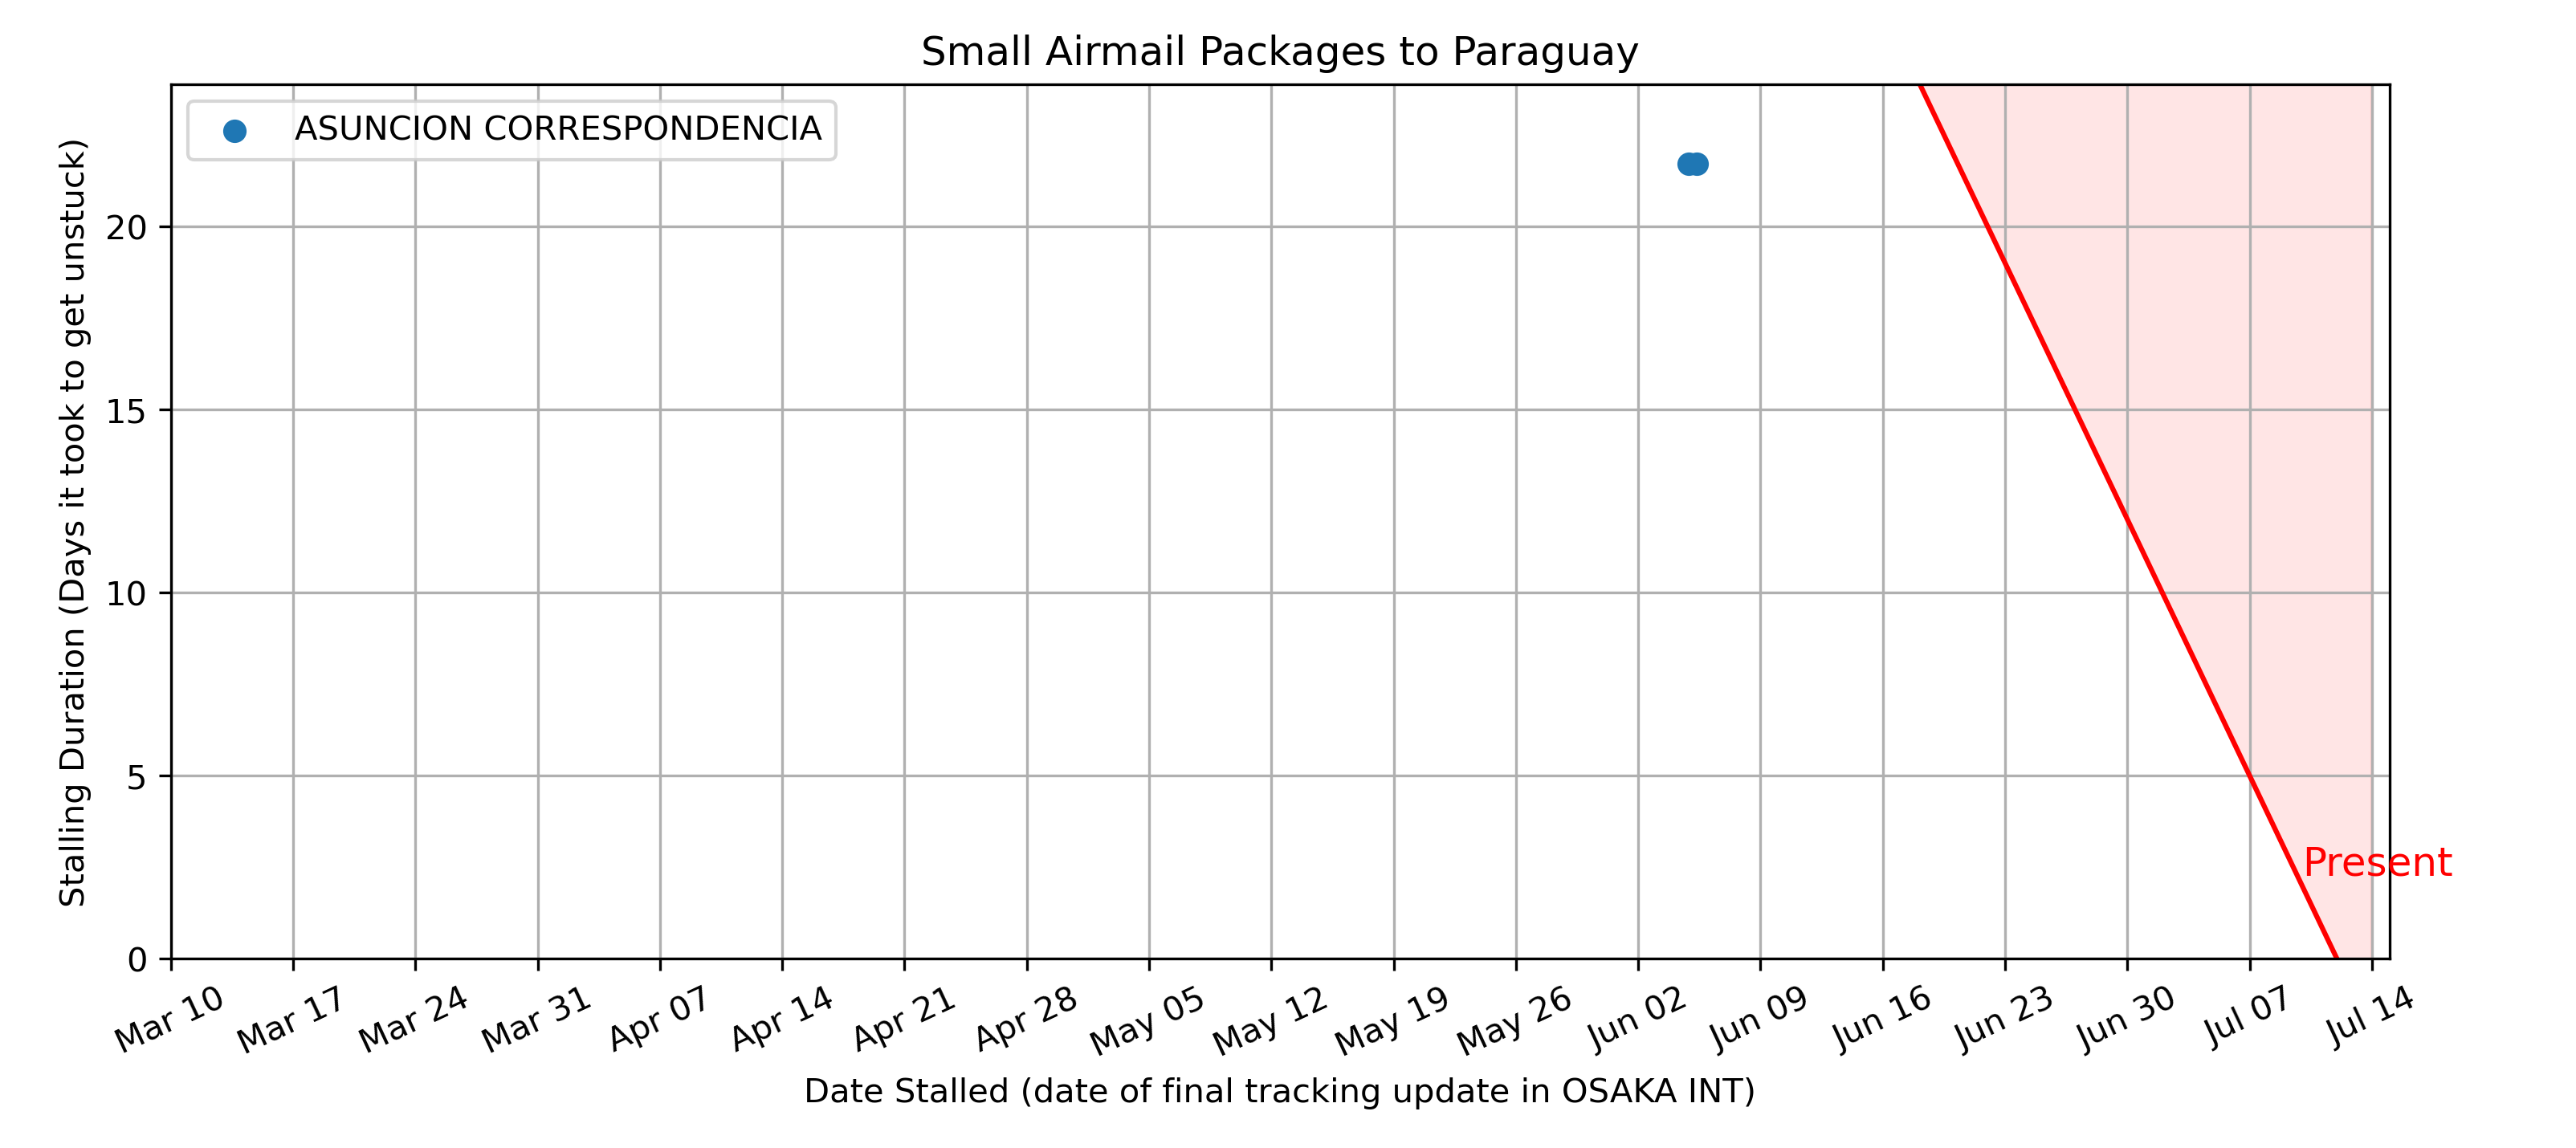 Small Airmail Packages to Paraguay
ASUNCION CORRESPONDENCIA
Stalling Duration (Days it took to get unstuck)
20
15
10
5
0
Present
Mar 10
Mar 17
Mar 24
Mar 31
Apr 07
Apr 14
Apr 21
Apr 28
May 05
May 12
May 19
May 26
Jun 02
Jun 09
Jun 16
Jun 23
Jun 30
Jul 07
Jul 14
Date Stalled (date of final tracking update in OSAKA INT)